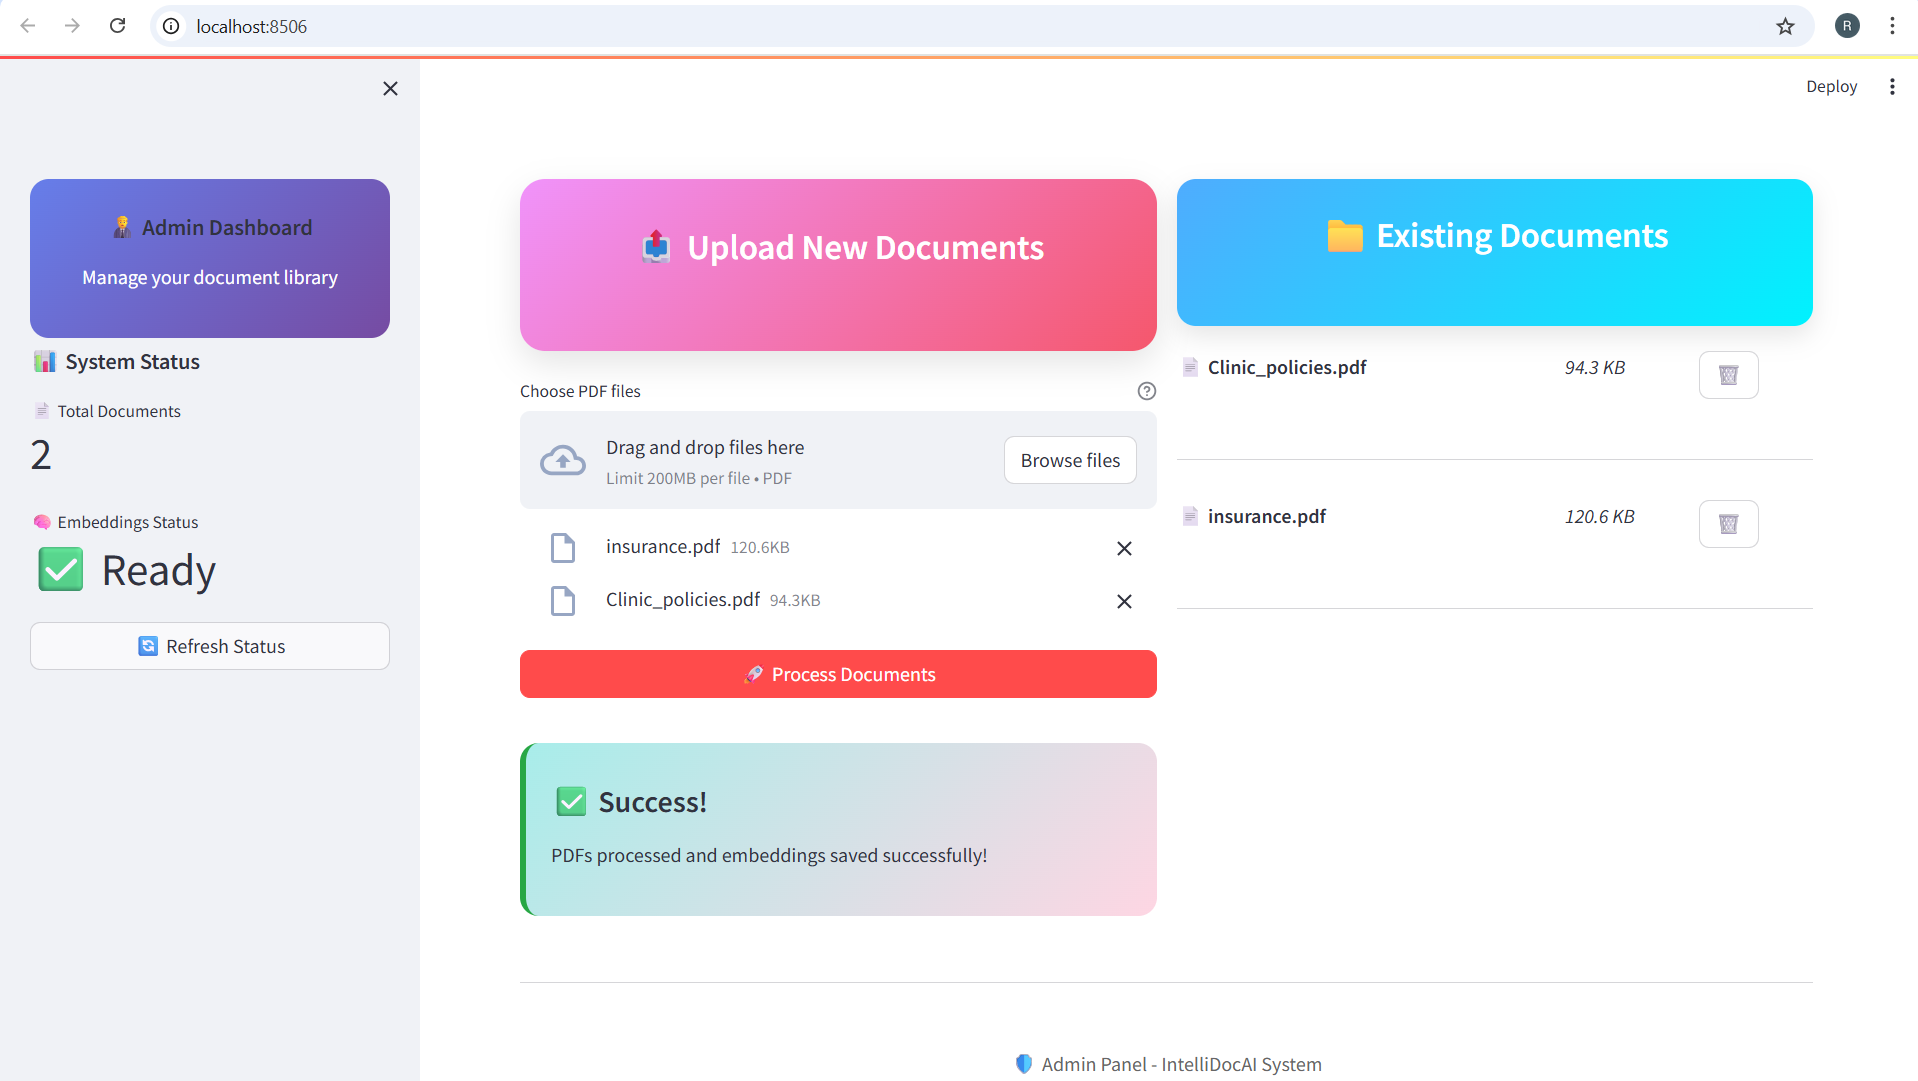 localhost:8506
R
Deploy
Admin Dashboard
Manage your document library
System Status
Total Documents
2
Embeddings Status
Ready
Refresh Status
Upload New Documents
Choose PDF files
Drag and drop files here
Limit 200MB per file • PDF
Browse files
insurance.pdf 120.6KB
Clinic_policies.pdf 94.3KB
Process Documents
Success!
PDFs processed and embeddings saved successfully!
Existing Documents
Clinic_policies.pdf 94.3 KB
insurance.pdf 120.6 KB
Admin Panel - IntelliDocAI System